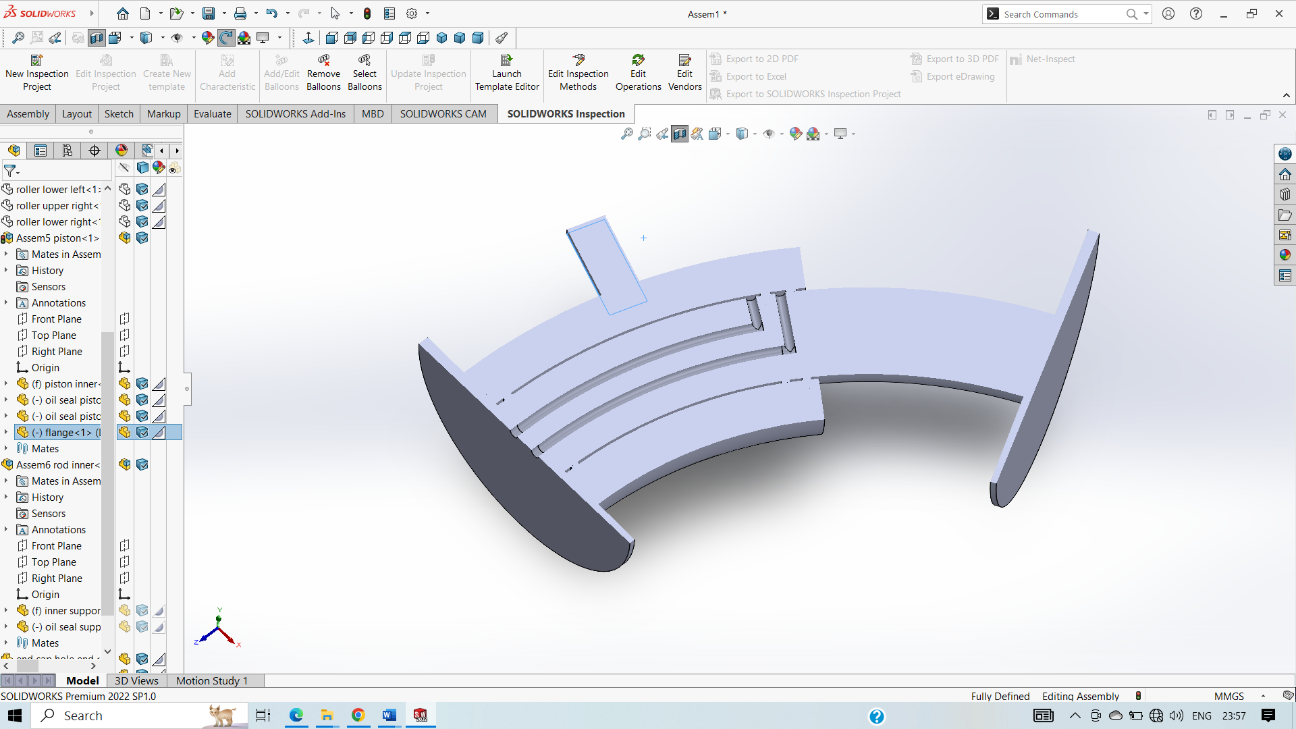 SOLIDWORKS
Assem1 *
Search Commands
New Inspection Project
Edit Inspection Project
Create New template
Add Characteristic
Add/Edit Balloons
Remove Balloons
Select Balloons
Update Inspection Project
Launch Template Editor
Edit Inspection Methods
Edit Operations
Edit Vendors
Export to 2D PDF
Export to Excel
Export to SOLIDWORKS Inspection Project
Export to 3D PDF
Export eDrawing
Net-Inspect
Assembly
Layout
Sketch
Markup
Evaluate
SOLIDWORKS Add-Ins
MBD
SOLIDWORKS CAM
SOLIDWORKS Inspection
roller lower left<1>
roller upper right<
roller lower right<
Assem5 piston<1>
Mates in Assem
History
Sensors
Annotations
Front Plane
Top Plane
Right Plane
Origin
(f) piston inner<
(-) oil seal pisto
(-) oil seal pisto
(-) flange<1> (
Mates
Assem6 rod inner<
Mates in Assem
History
Sensors
Annotations
Front Plane
Top Plane
Right Plane
Origin
(f) inner suppor
(-) oil seal supp
Mates
Y
Z
X
Model
3D Views
Motion Study 1
SOLIDWORKS Premium 2022 SP1.0
Fully Defined
Editing Assembly
MMGS
Search
ENG
23:57